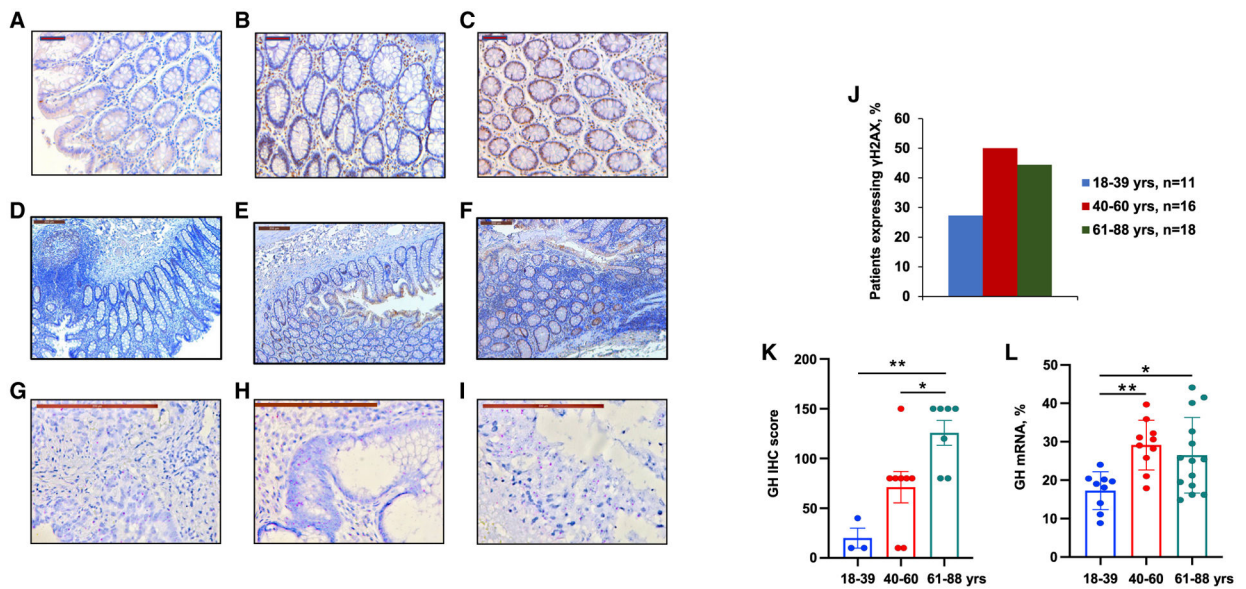 A
B
C
D
E
F
G
H
I
J
Patients expressing γH2AX, %
60
50
40
30
20
10
0
18-39 yrs, n=11
40-60 yrs, n=16
61-88 yrs, n=18
K
GH IHC score
200
150
100
50
0
**
*
18-39 40-60 61-88 yrs
L
GH mRNA, %
50
40
30
20
10
0
*
**
18-39 40-60 61-88 yrs